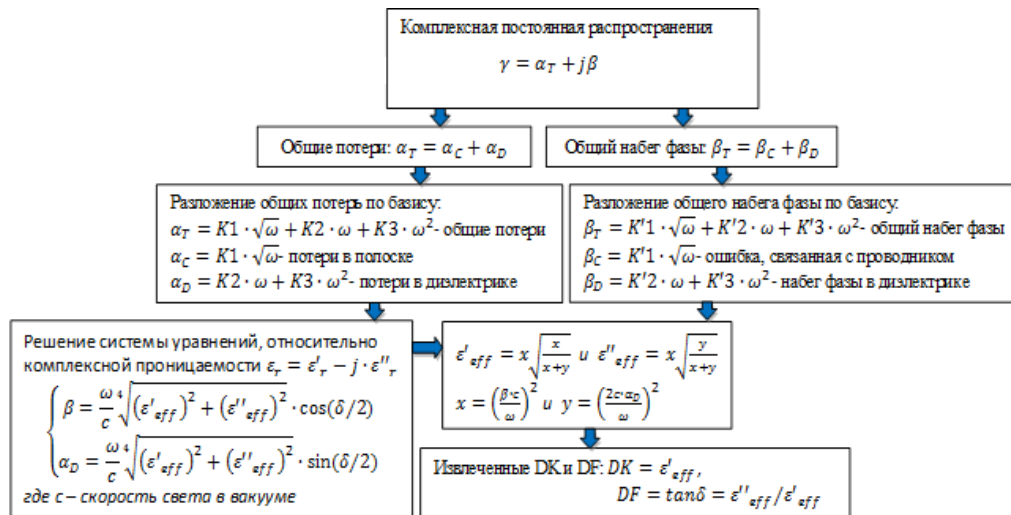 Комплексная постоянная распространения
γ = α_T + jβ
Общие потери: α_T = α_C + α_D
Общий набег фазы: β_T = β_C + β_D
Разложение общих потерь по базису:
α_T = K1 · √ω + K2 · ω + K3 · ω²- общие потери
α_C = K1 · √ω- потери в полоске
α_D = K2 · ω + K3 · ω²- потери в диэлектрике
Разложение общего набега фазы по базису:
β_T = K'1 · √ω + K'2 · ω + K'3 · ω²- общий набег фазы
β_C = K'1 · √ω- ошибка, связанная с проводником
β_D = K'2 · ω + K'3 · ω²- набег фазы в диэлектрике
Решение системы уравнений, относительно
комплексной проницаемости ε_r = ε'_r − j · ε''_r
β = ω/c ⁴√((ε'_eff)² + (ε''_eff)²) · cos(δ/2)
α_D = ω/c ⁴√((ε'_eff)² + (ε''_eff)²) · sin(δ/2)
где c – скорость света в вакууме
ε'_eff = x√(x/(x+y)) и ε''_eff = x√(y/(x+y))
x = (β·c/ω)² и y = (2c·α_D/ω)²
Извлеченные DK и DF: DK = ε'_eff,
DF = tanδ = ε''_eff/ε'_eff